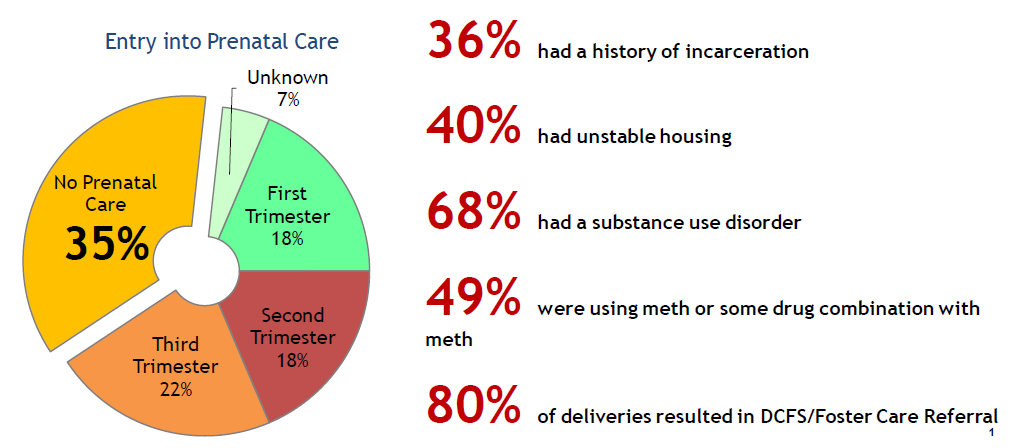 Entry into Prenatal Care
Unknown
7%
First
Trimester
18%
Second
Trimester
18%
Third
Trimester
22%
No Prenatal
Care
35%
36% had a history of incarceration
40% had unstable housing
68% had a substance use disorder
49% were using meth or some drug combination with
meth
80% of deliveries resulted in DCFS/Foster Care Referral
1